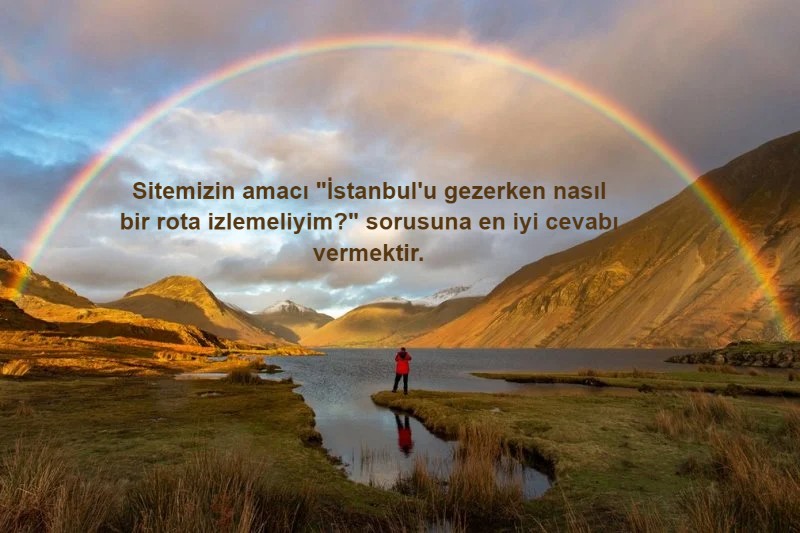 Sitemizin amacı "İstanbul'u gezerken nasıl
bir rota izlemeliyim?" sorusuna en iyi cevabı
vermektir.